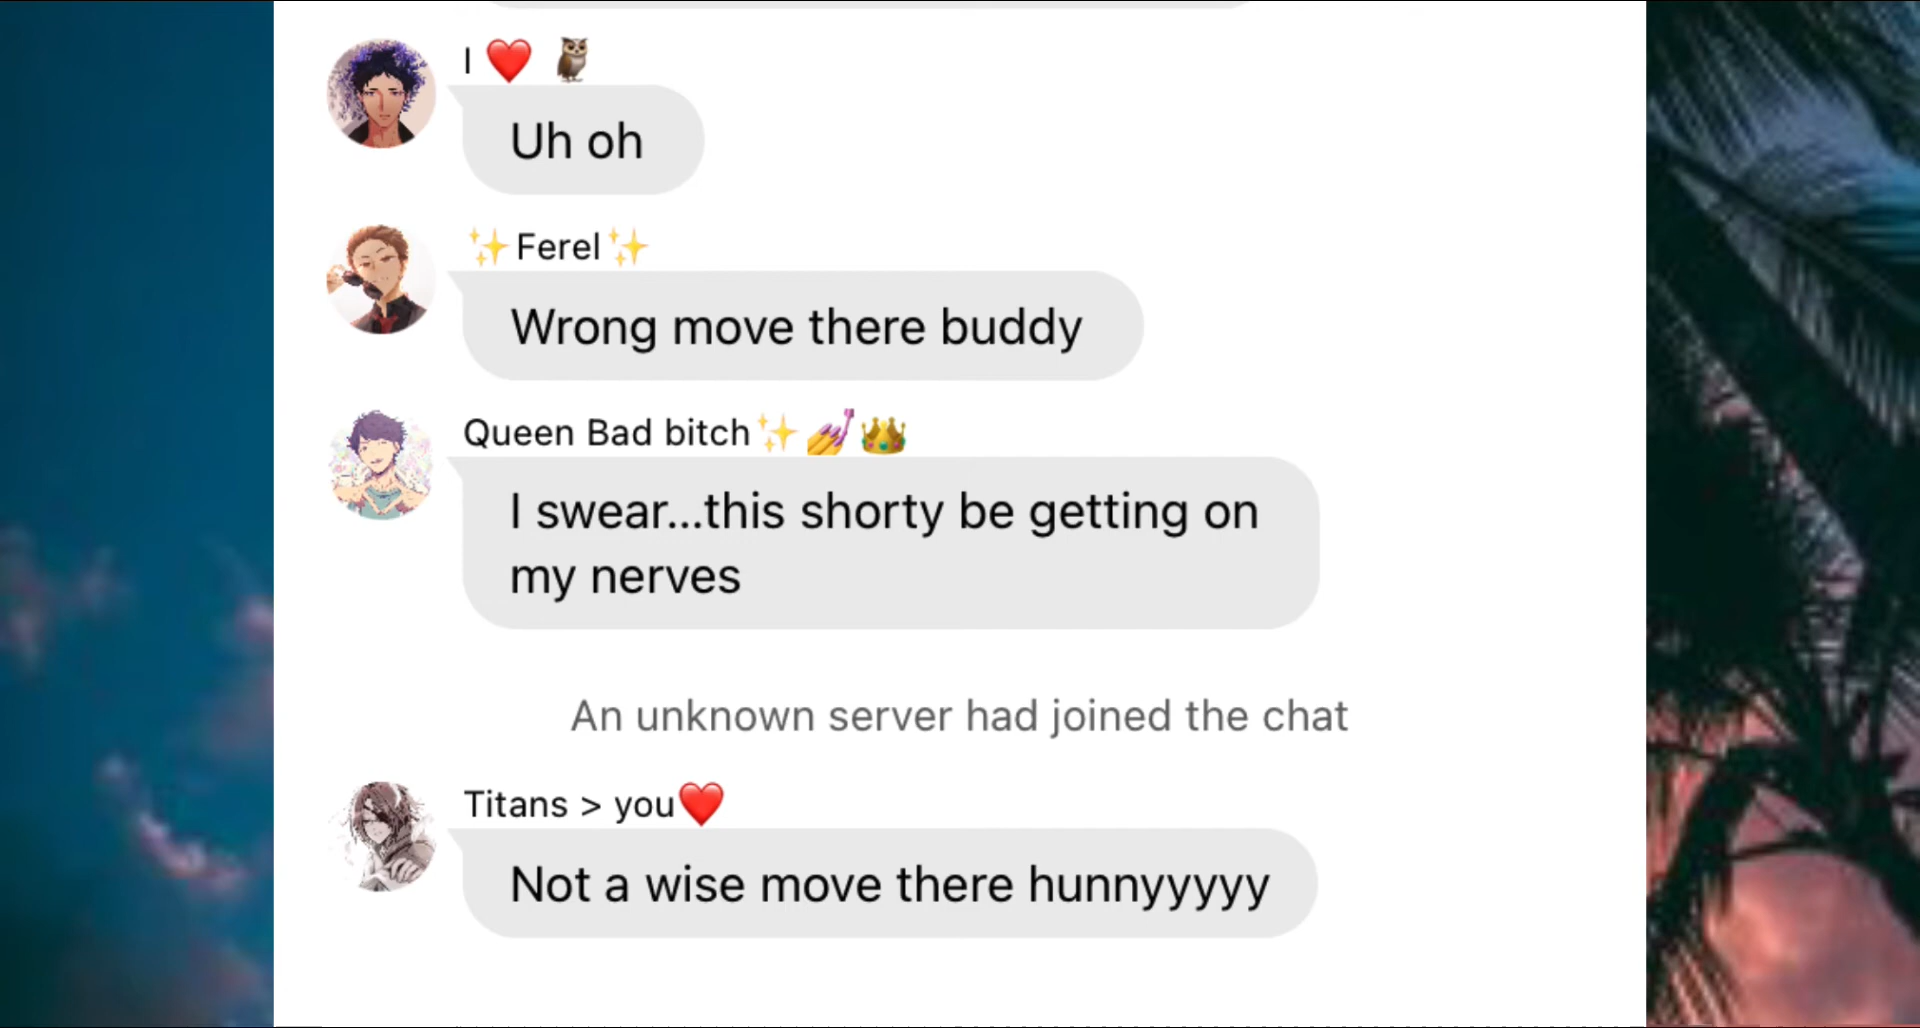 I ❤️ 🦉
Uh oh
✨Ferel✨
Wrong move there buddy
Queen Bad bitch✨💅👑
I swear...this shorty be getting on
my nerves
An unknown server had joined the chat
Titans > you❤️
Not a wise move there hunnyyyyy